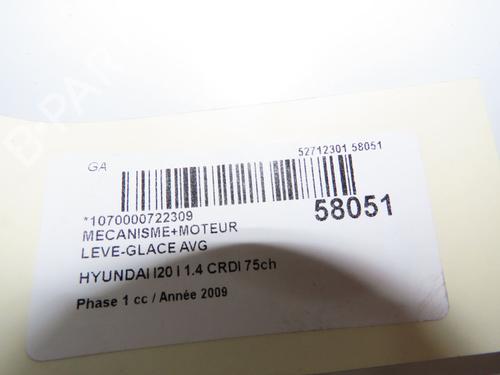 B-PARTS
GA
52712301 58051
*1070000722309
58051
MECANISME+MOTEUR
LEVE-GLACE AVG
HYUNDAI I20 I 1.4 CRDI 75ch
Phase 1 cc / Année 2009